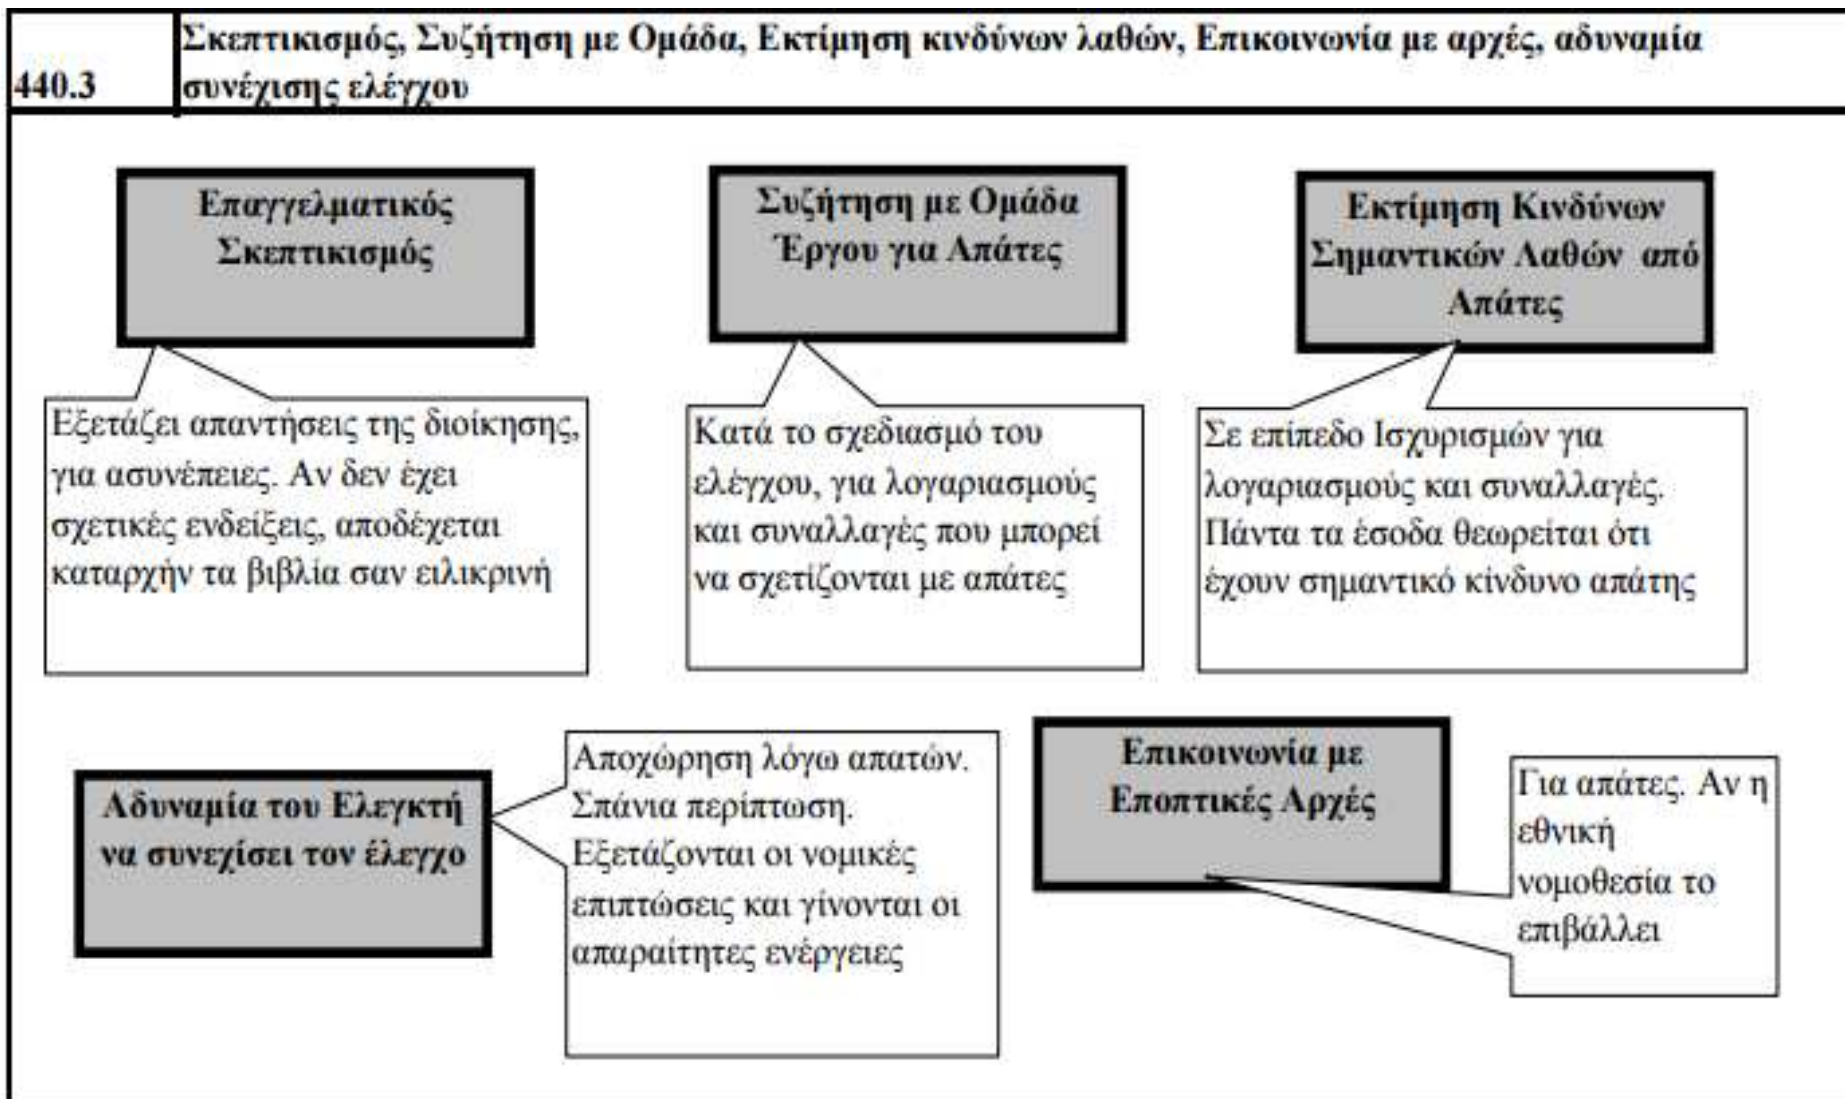 440.3
Σκεπτικισμός, Συζήτηση με Ομάδα, Εκτίμηση κινδύνων λαθών, Επικοινωνία με αρχές, αδυναμία
συνέχισης ελέγχου
Επαγγελματικός
Σκεπτικισμός
Εξετάζει απαντήσεις της διοίκησης,
για ασυνέπειες. Αν δεν έχει
σχετικές ενδείξεις, αποδέχεται
καταρχήν τα βιβλία σαν ειλικρινή
Συζήτηση με Ομάδα
Έργου για Απάτες
Κατά το σχεδιασμό του
ελέγχου, για λογαριασμούς
και συναλλαγές που μπορεί
να σχετίζονται με απάτες
Εκτίμηση Κινδύνων
Σημαντικών Λαθών από
Απάτες
Σε επίπεδο Ισχυρισμών για
λογαριασμούς και συναλλαγές.
Πάντα τα έσοδα θεωρείται ότι
έχουν σημαντικό κίνδυνο απάτης
Αδυναμία του Ελεγκτή
να συνεχίσει τον έλεγχο
Αποχώρηση λόγω απατών.
Σπάνια περίπτωση.
Εξετάζονται οι νομικές
επιπτώσεις και γίνονται οι
απαραίτητες ενέργειες
Επικοινωνία με
Εποπτικές Αρχές
Για απάτες. Αν η
εθνική
νομοθεσία το
επιβάλλει